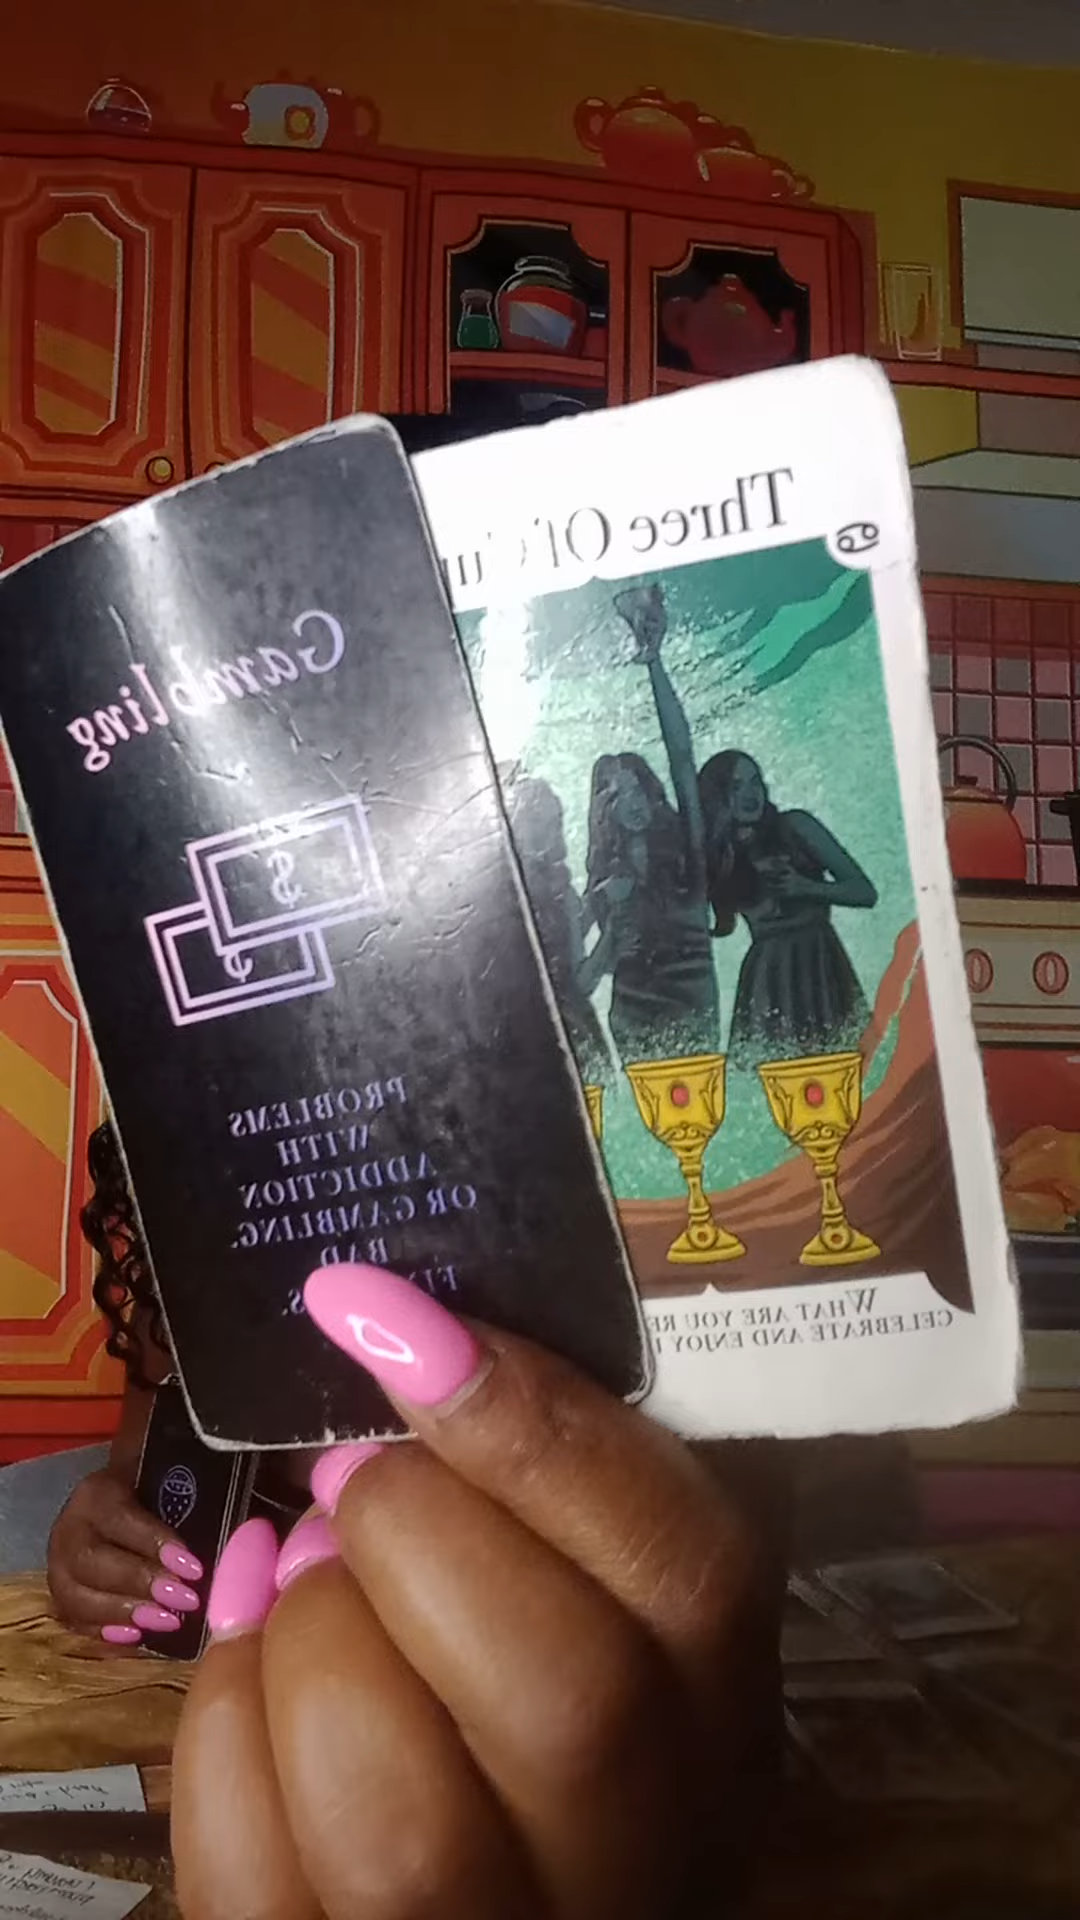 Gambling
$
$
PROBLEMS
WITH
ADDICTION
OR GAMBLING.
BAD
Three Of
WHAT ARE YOU
CELEBRATE AND ENJOY